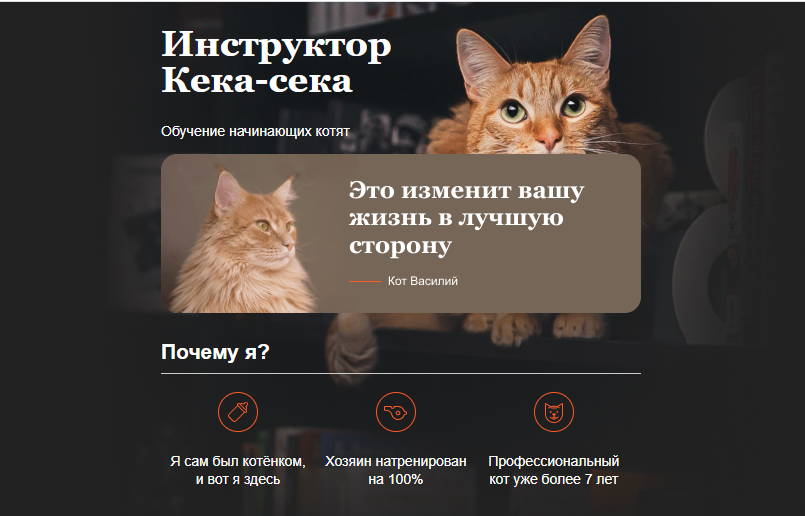 Инструктор
Кека-сека
Обучение начинающих котят
Это изменит вашу
жизнь в лучшую
сторону
Кот Василий
Почему я?
Я сам был котёнком,
и вот я здесь
Хозяин натренирован
на 100%
Профессиональный
кот уже более 7 лет